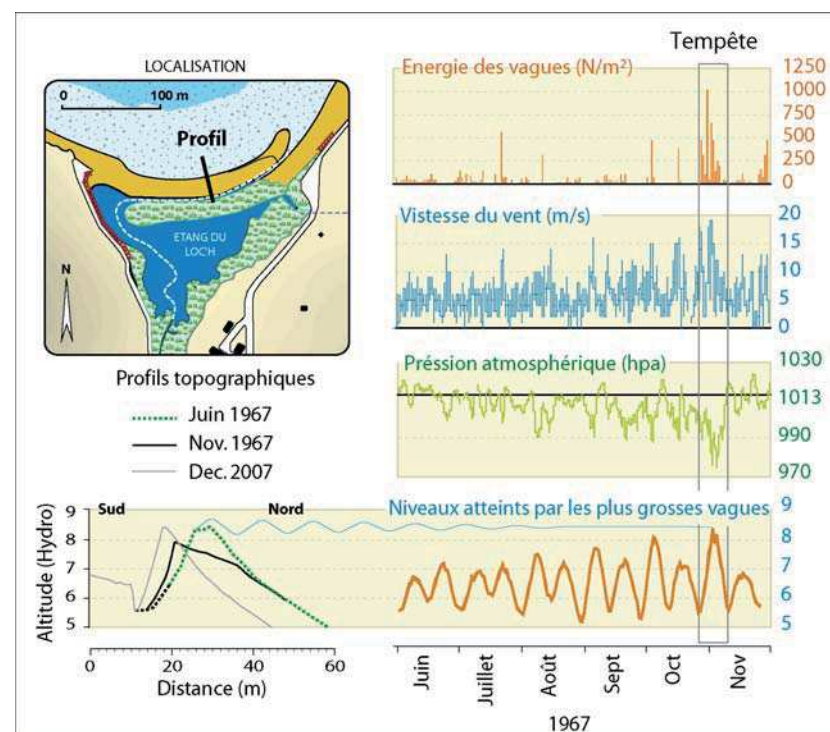 LOCALISATION
0 100 m
Profil
ETANG DU
LOC'H
N
Profils topographiques
Juin 1967
Nov. 1967
Dec. 2007
Tempête
Energie des vagues (N/m²)
1250
1000
750
500
250
0
Vistesse du vent (m/s)
20
15
10
5
0
Préssion atmosphérique (hpa)
1030
1013
990
970
Sud Nord
Altitude (Hydro)
9
8
7
6
5
0 20 40 60
Distance (m)
Niveaux atteints par les plus grosses vagues
9
8
7
6
5
Juin
Juillet
Août
Sept
Oct
Nov
1967